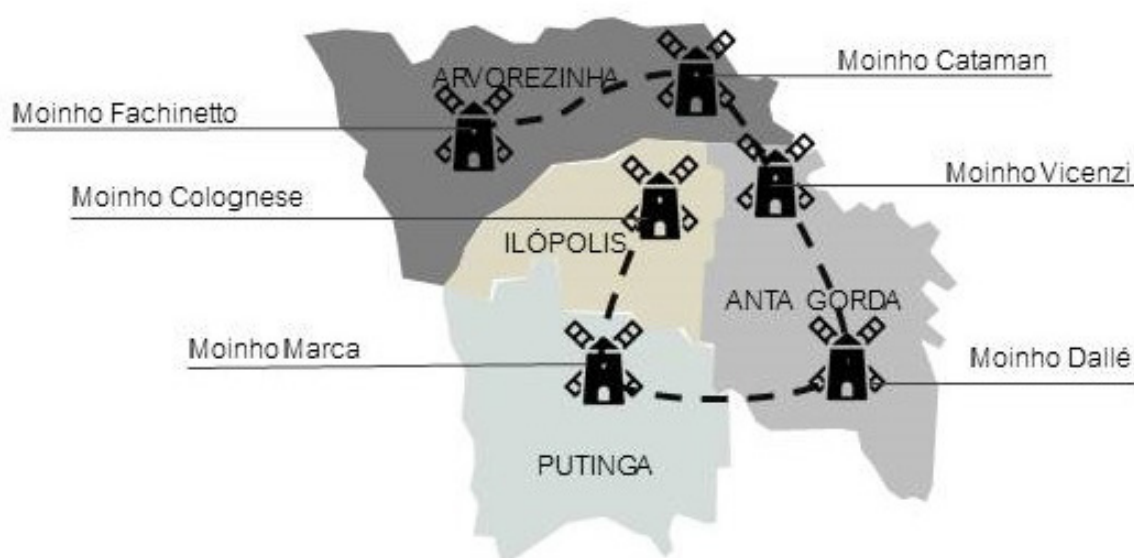 Moinho Cataman
ARVOREZINHA
Moinho Fachinetto
Moinho Vicenzi
Moinho Colognese
ILÓPOLIS
ANTA GORDA
Moinho Marca
Moinho Dallé
PUTINGA